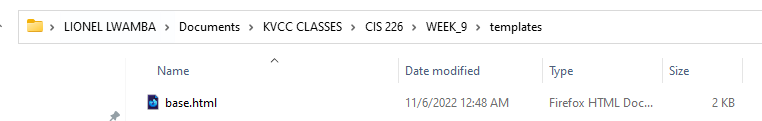 LIONEL LWAMBA > Documents > KVCC CLASSES > CIS 226 > WEEK_9 > templates
Name Date modified Type Size
base.html 11/6/2022 12:48 AM Firefox HTML Doc... 2 KB